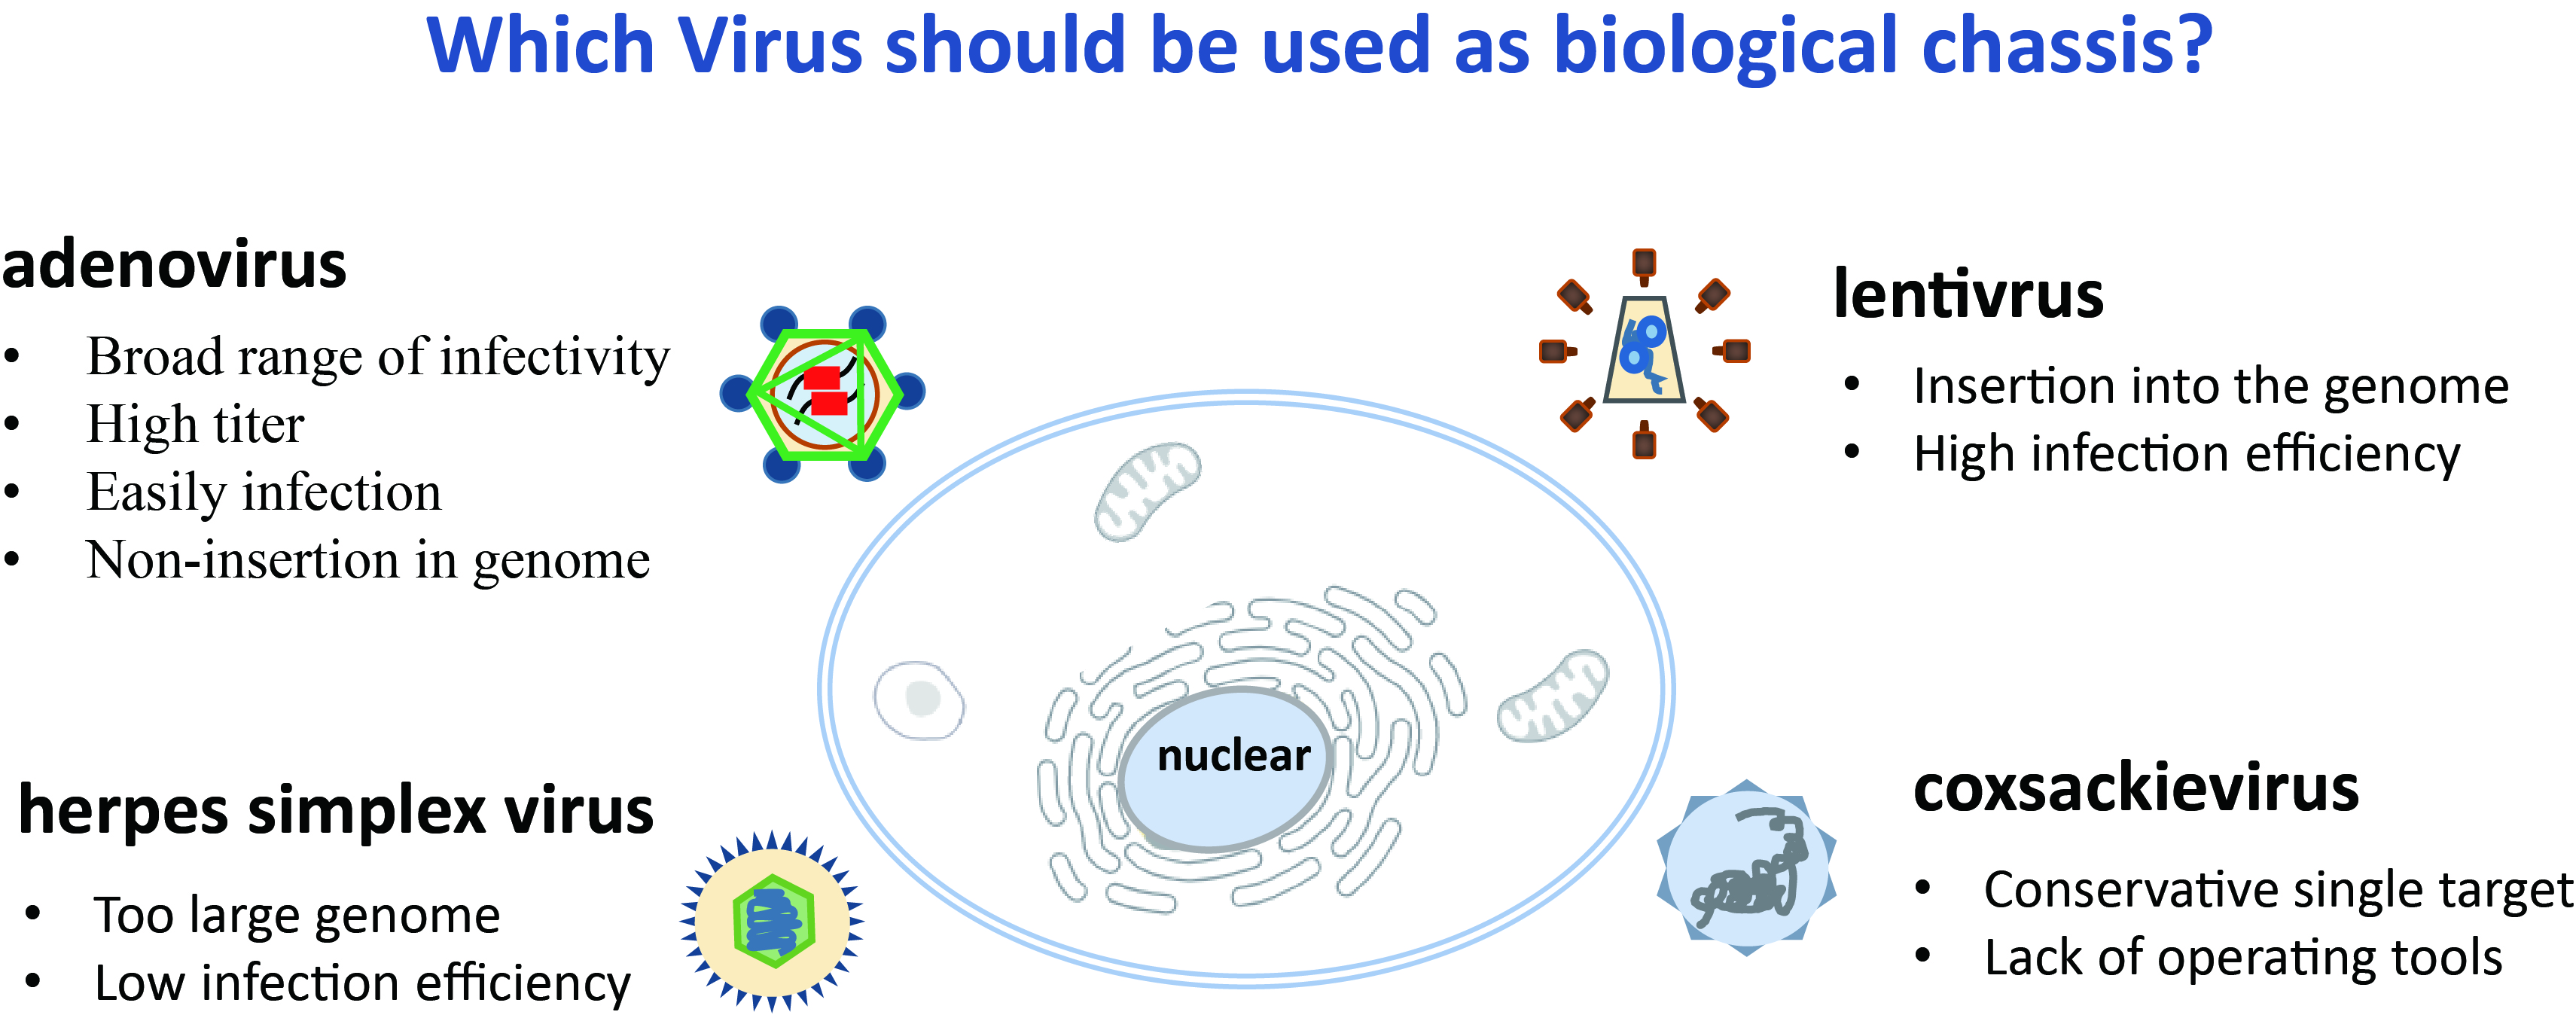 Which Virus should be used as biological chassis?
adenovirus
• Broad range of infectivity
• High titer
• Easily infection
• Non-insertion in genome
lentivrus
• Insertion into the genome
• High infection efficiency
nuclear
herpes simplex virus
• Too large genome
• Low infection efficiency
coxsackievirus
• Conservative single target
• Lack of operating tools